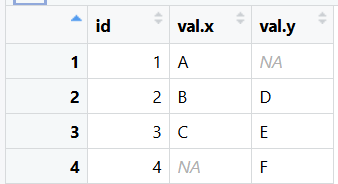 id val.x val.y
1 1 A NA
2 2 B D
3 3 C E
4 4 NA F